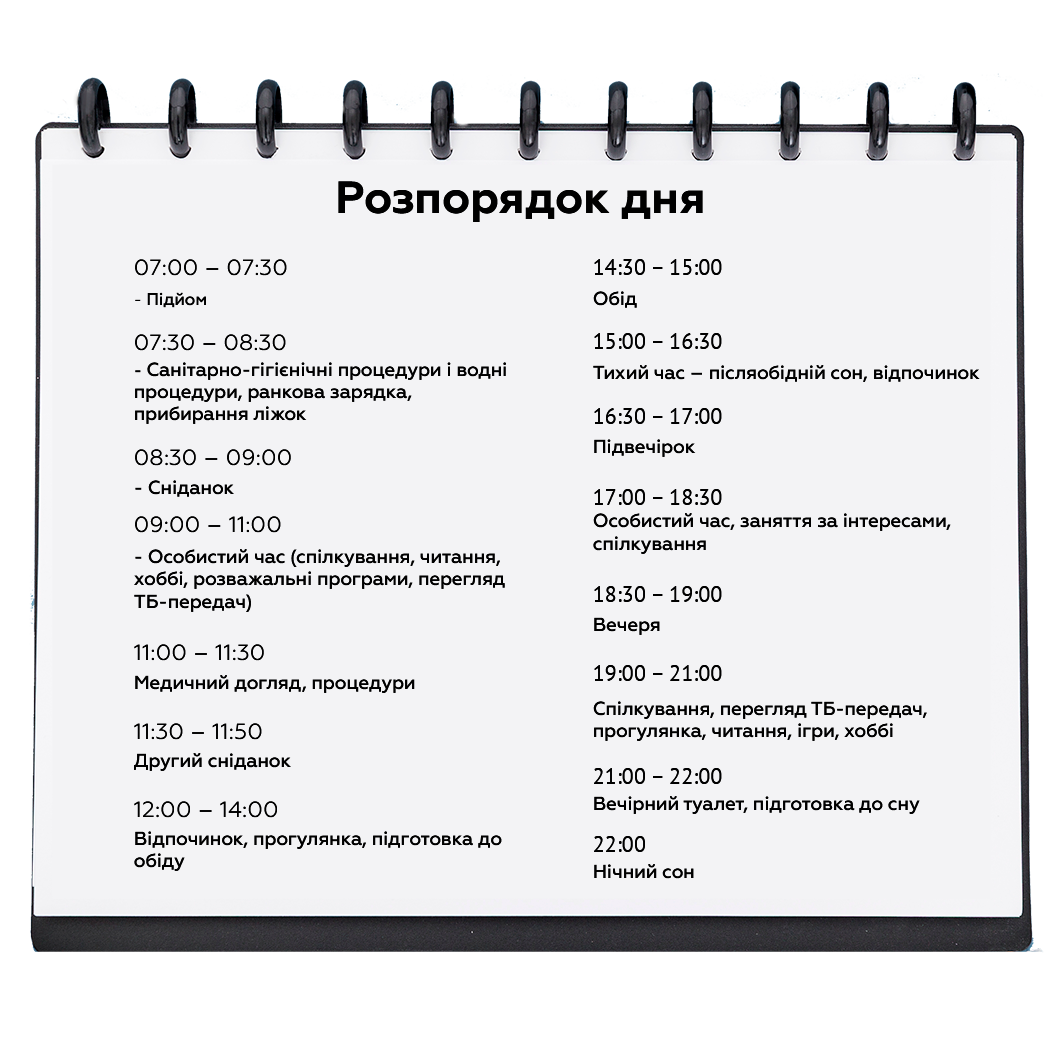 Розпорядок дня
07:00 – 07:30
- Підйом
07:30 – 08:30
- Санітарно-гігієнічні процедури і водні
процедури, ранкова зарядка,
прибирання ліжок
08:30 – 09:00
- Сніданок
09:00 – 11:00
- Особистий час (спілкування, читання,
хоббі, розважальні програми, перегляд
ТБ-передач)
11:00 – 11:30
Медичний догляд, процедури
11:30 – 11:50
Другий сніданок
12:00 – 14:00
Відпочинок, прогулянка, підготовка до
обіду
14:30 – 15:00
Обід
15:00 – 16:30
Тихий час – післяобідній сон, відпочинок
16:30 – 17:00
Підвечірок
17:00 – 18:30
Особистий час, заняття за інтересами,
спілкування
18:30 – 19:00
Вечеря
19:00 – 21:00
Спілкування, перегляд ТБ-передач,
прогулянка, читання, ігри, хоббі
21:00 – 22:00
Вечірний туалет, підготовка до сну
22:00
Нічний сон